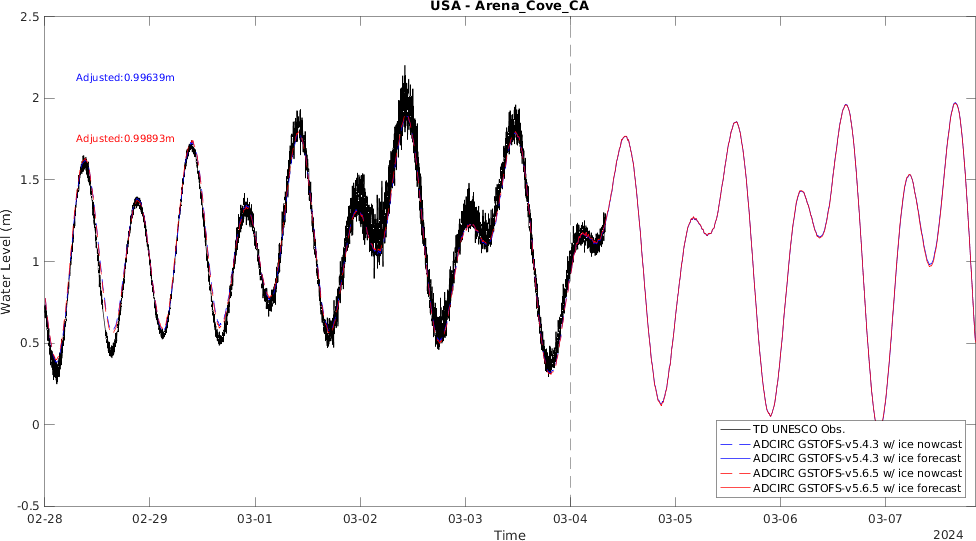 USA - Arena_Cove_CA
2.5
2
1.5
1
0.5
0
-0.5
Water Level (m)
Adjusted:0.99639m
Adjusted:0.99893m
TD UNESCO Obs.
ADCIRC GSTOFS-v5.4.3 w/ ice nowcast
ADCIRC GSTOFS-v5.4.3 w/ ice forecast
ADCIRC GSTOFS-v5.6.5 w/ ice nowcast
ADCIRC GSTOFS-v5.6.5 w/ ice forecast
02-28 02-29 03-01 03-02 03-03 03-04 03-05 03-06 03-07
Time
2024